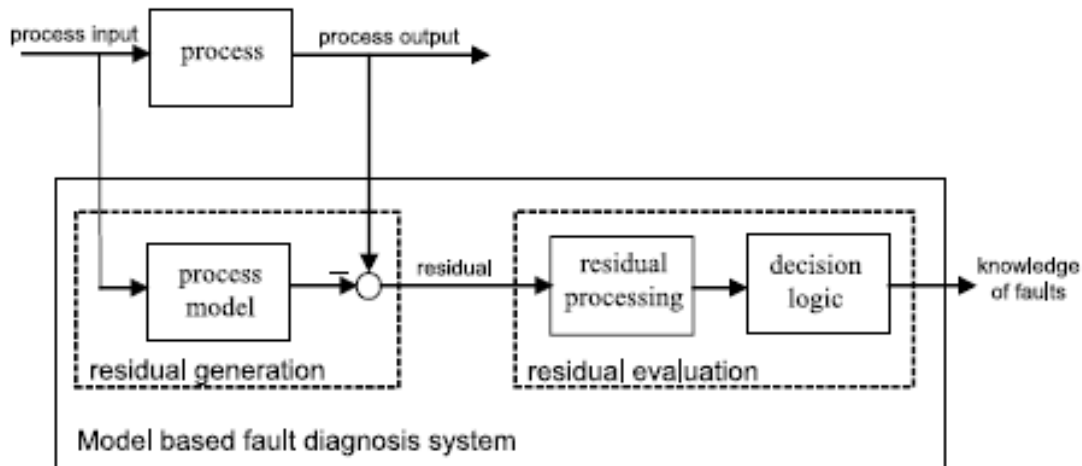 process input
process
process output
process
model
−
residual
residual
processing
decision
logic
knowledge
of faults
residual generation
residual evaluation
Model based fault diagnosis system